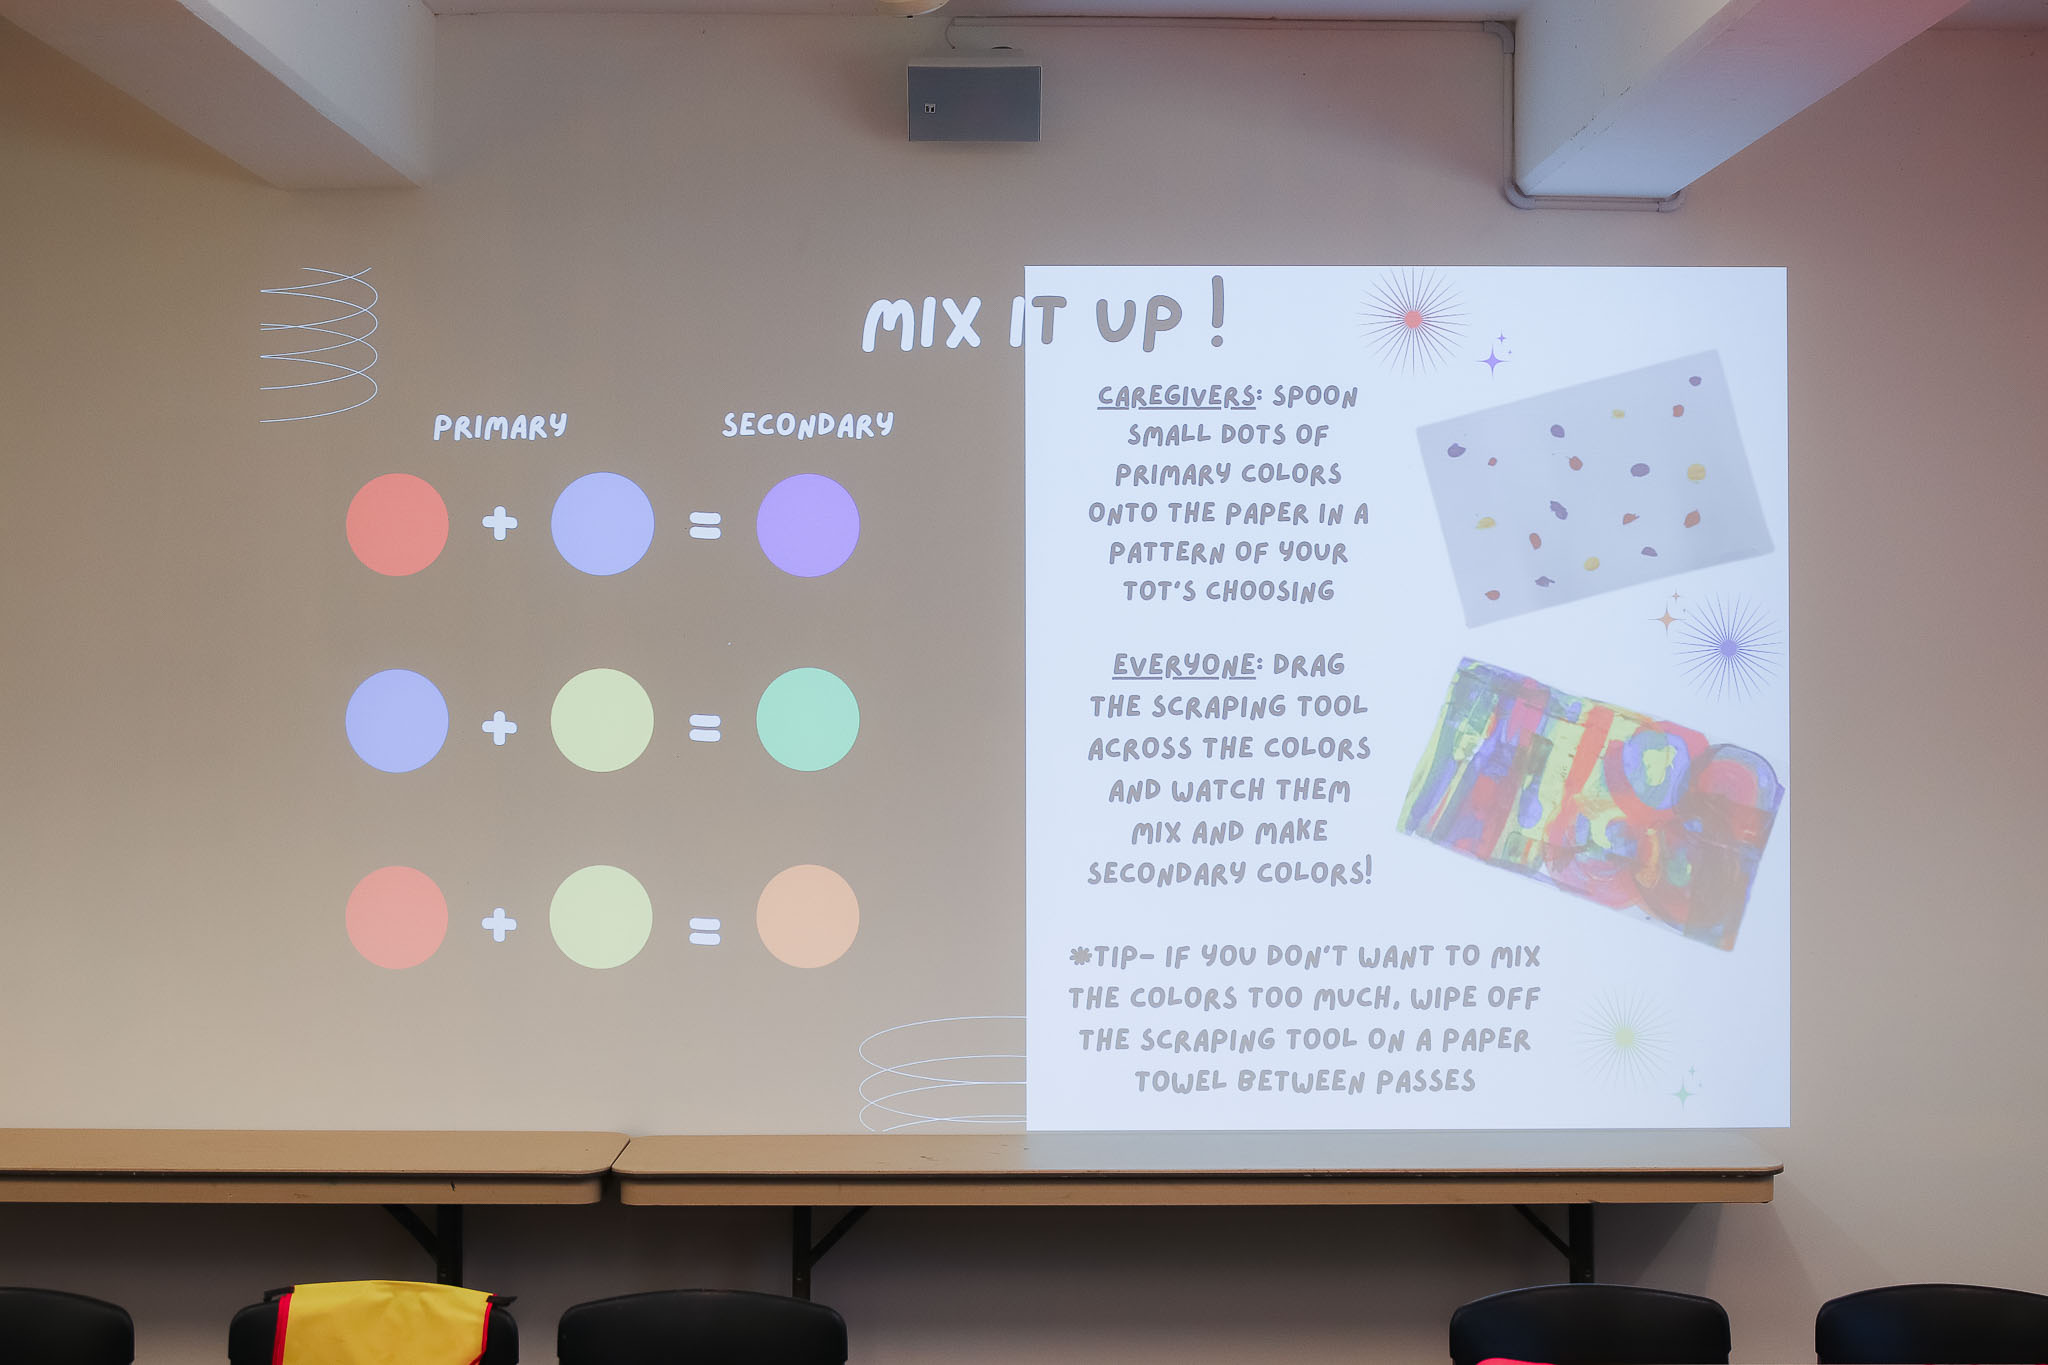 MIX IT UP!
PRIMARY
SECONDARY
+ =
+ =
+ =
CAREGIVERS: SPOON
SMALL DOTS OF
PRIMARY COLORS
ONTO THE PAPER IN A
PATTERN OF YOUR
TOT'S CHOOSING
EVERYONE: DRAG
THE SCRAPING TOOL
ACROSS THE COLORS
AND WATCH THEM
MIX AND MAKE
SECONDARY COLORS!
*TIP- IF YOU DON'T WANT TO MIX
THE COLORS TOO MUCH, WIPE OFF
THE SCRAPING TOOL ON A PAPER
TOWEL BETWEEN PASSES